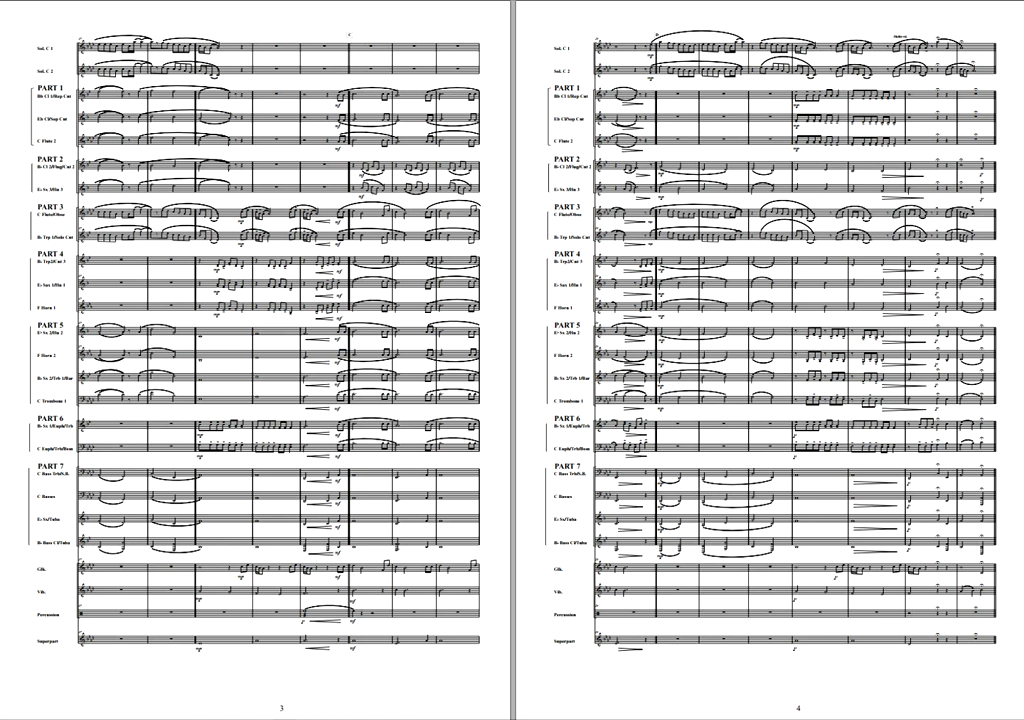 Sol. C 1
Sol. C 2
PART 1
Bb Cl 1/Rep Cnt
Eb Cl/Sop Cnt
C Flute 2
PART 2
Bb Cl 2/Flug/Cnt 2
Eb Sx 2/Hn 3
PART 3
C Flute/Oboe
Bb Trp 1/Solo Cnt
PART 4
Bb Trp2/Cnt 3
Eb Sax 1/Hn 1
F Horn 1
PART 5
Eb Sx 2/Hn 2
F Horn 2
Bb Sx 2/Trb 1/Bar
C Trombone 1
PART 6
Bb Sx 1/Euph/Trb
C Euph/Trb/Bsn
PART 7
C Bass Trb/S.B.
C Basses
Eb Sx/Tuba
Bb Bass Cl/Tuba
Glk.
Vib.
Percussion
Superpart
3
Sol. C 1
Sol. C 2
PART 1
Bb Cl 1/Rep Cnt
Eb Cl/Sop Cnt
C Flute 2
PART 2
Bb Cl 2/Flug/Cnt 2
Eb Sx 2/Hn 3
PART 3
C Flute/Oboe
Bb Trp 1/Solo Cnt
PART 4
Bb Trp2/Cnt 3
Eb Sax 1/Hn 1
F Horn 1
PART 5
Eb Sx 2/Hn 2
F Horn 2
Bb Sx 2/Trb 1/Bar
C Trombone 1
PART 6
Bb Sx 1/Euph/Trb
C Euph/Trb/Bsn
PART 7
C Bass Trb/S.B.
C Basses
Eb Sx/Tuba
Bb Bass Cl/Tuba
Glk.
Vib.
Percussion
Superpart
4